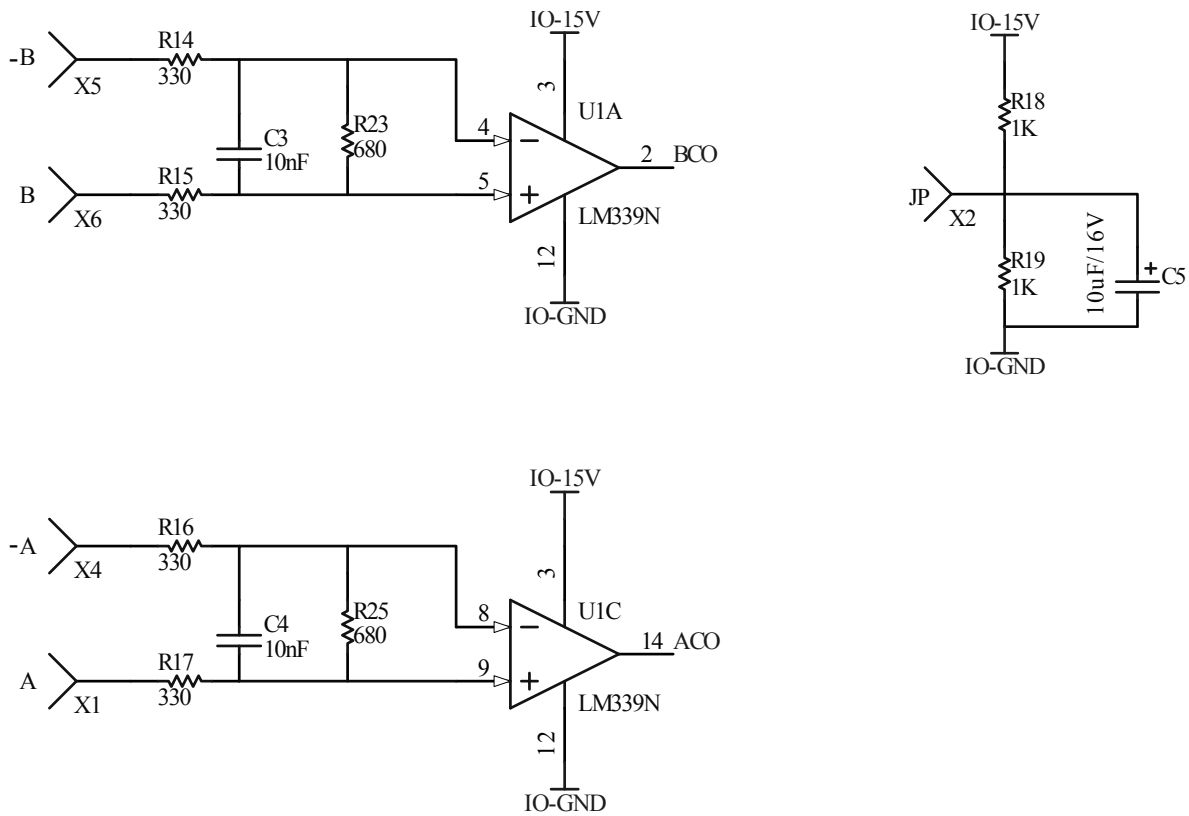 IO-15V
R14
330
-B
X5
3
U1A
C3
10nF
R23
680
4
−
2
BCO
B
X6
R15
330
5
+
LM339N
12
IO-GND
IO-15V
R18
1K
JP
X2
R19
1K
10uF/16V
+
C5
IO-GND
IO-15V
R16
330
-A
X4
3
U1C
C4
10nF
R25
680
8
−
14
ACO
A
X1
R17
330
9
+
LM339N
12
IO-GND